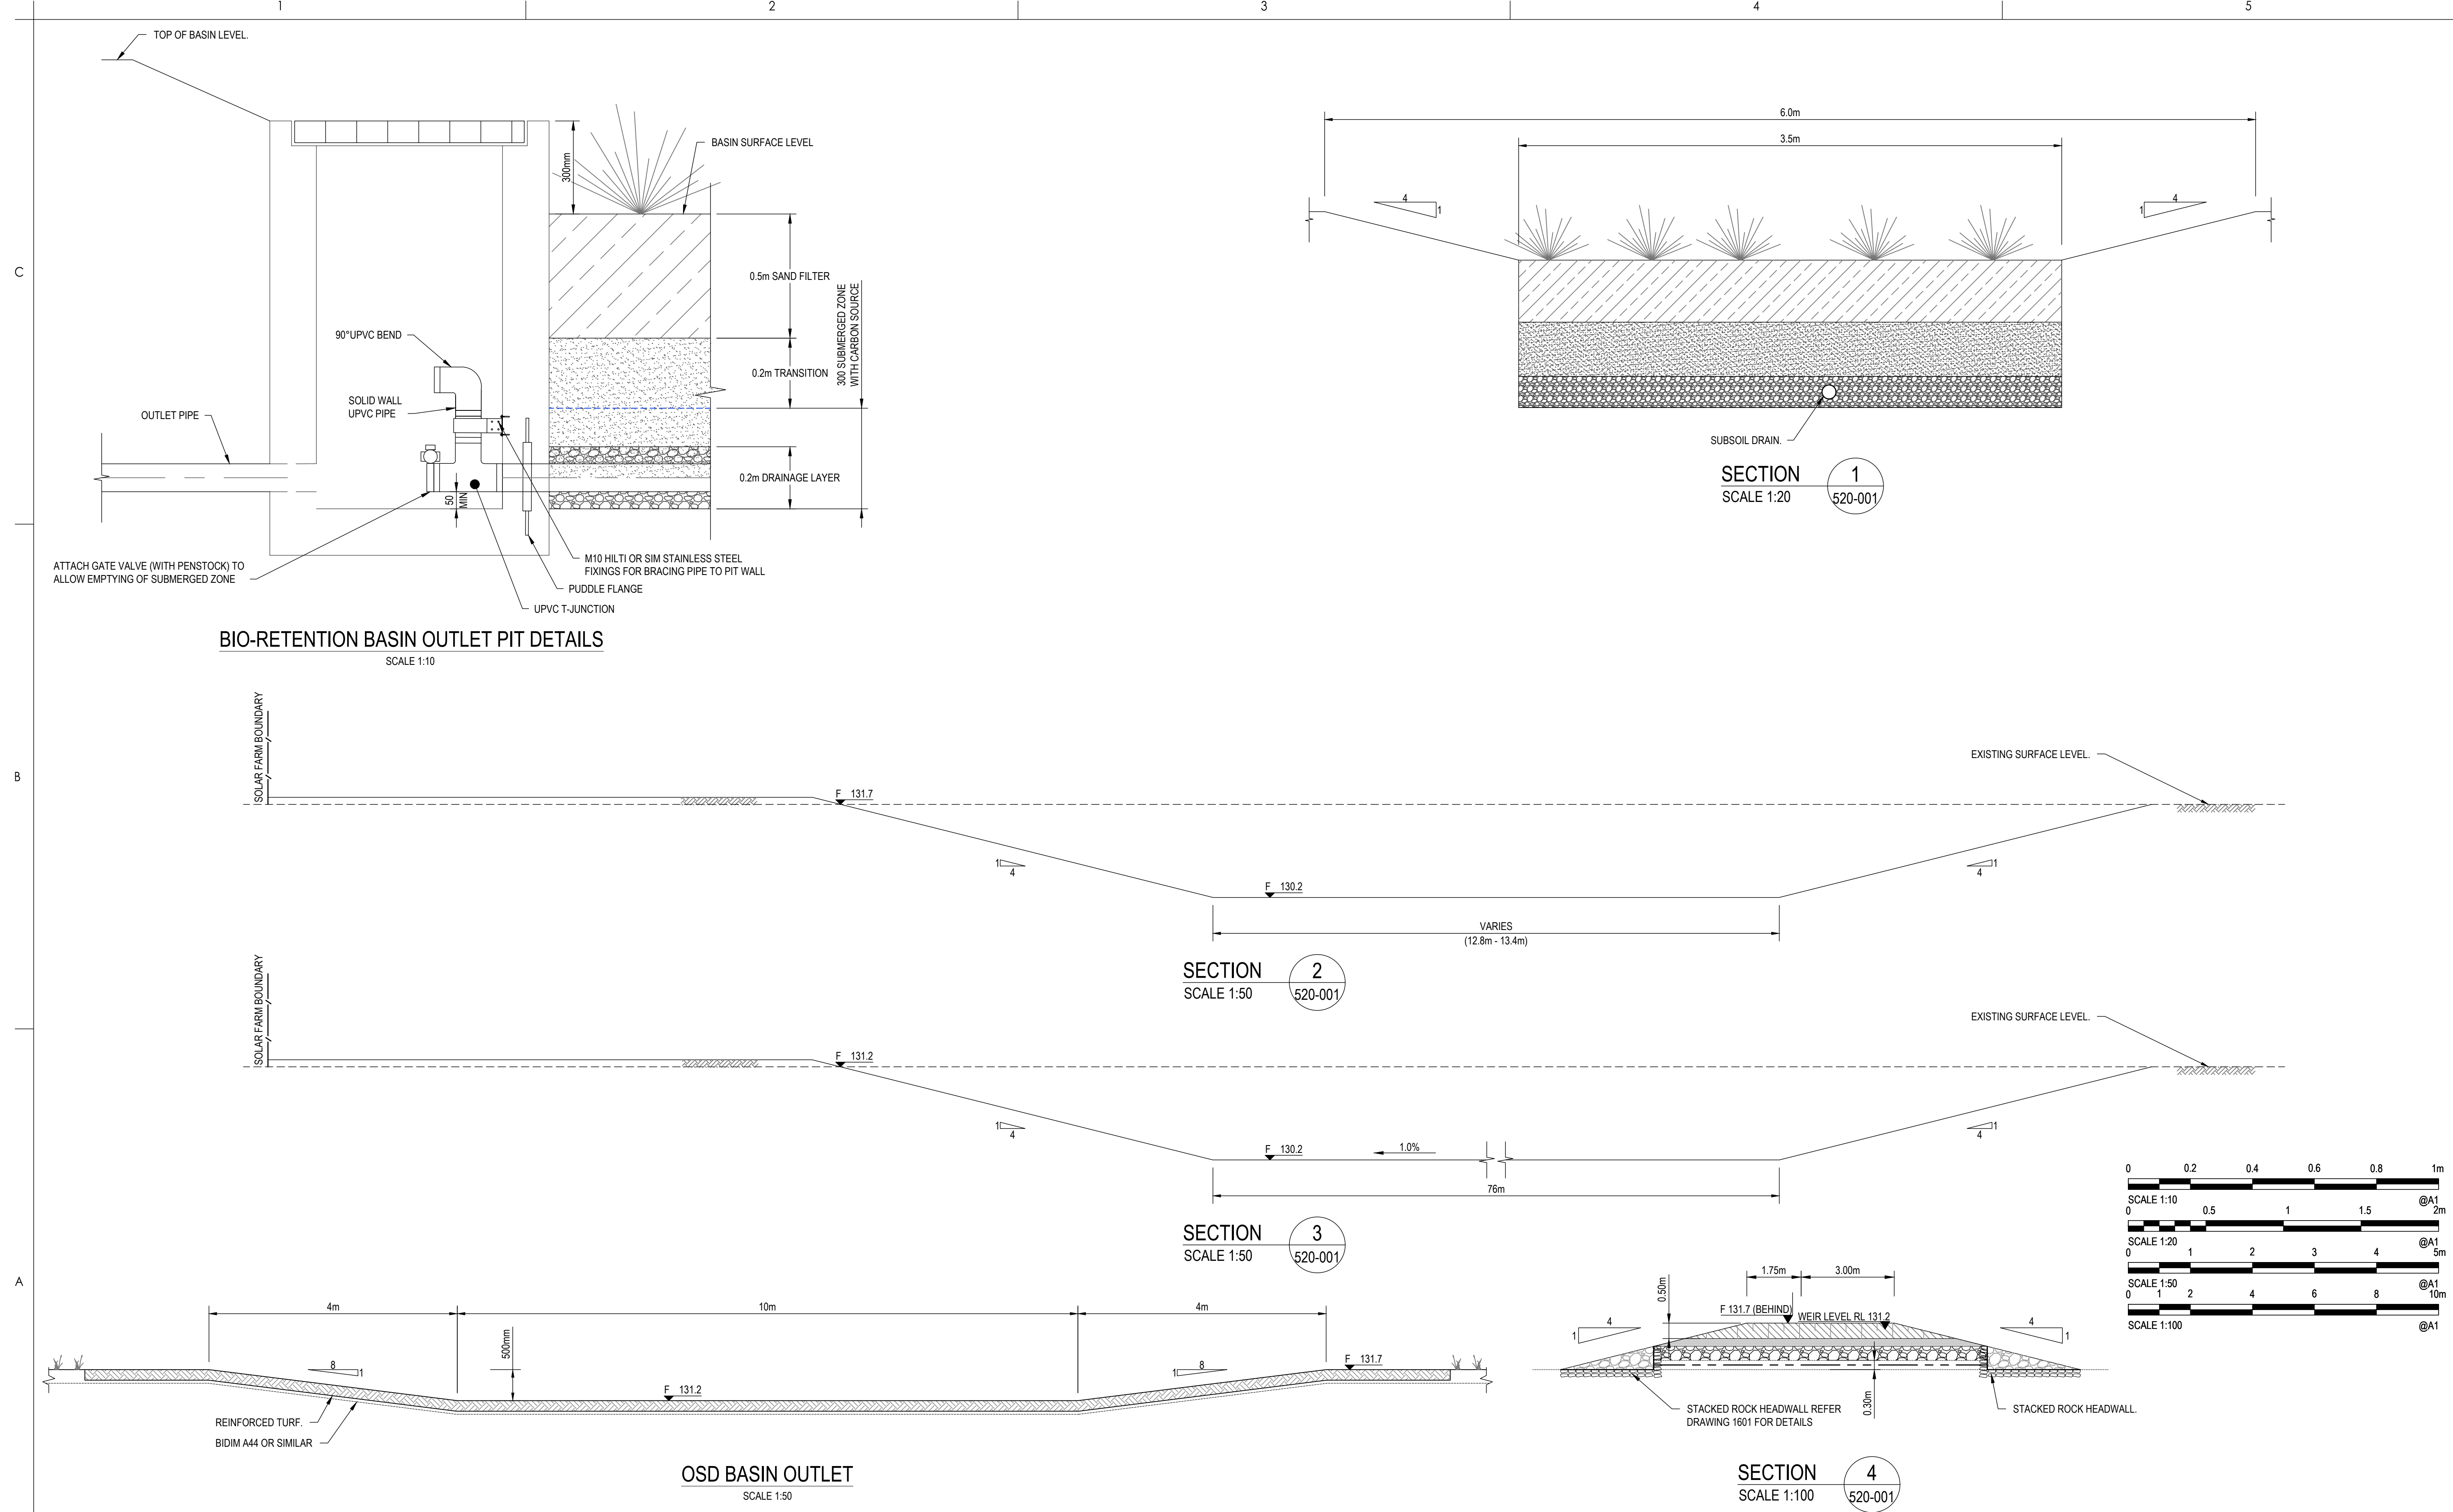 1
2
3
4
5
C
B
A
TOP OF BASIN LEVEL.
300mm
BASIN SURFACE LEVEL
0.5m SAND FILTER
300 SUBMERGED ZONE
WITH CARBON SOURCE
90°UPVC BEND
0.2m TRANSITION
SOLID WALL
UPVC PIPE
OUTLET PIPE
0.2m DRAINAGE LAYER
50
MIN
M10 HILTI OR SIM STAINLESS STEEL
FIXINGS FOR BRACING PIPE TO PIT WALL
ATTACH GATE VALVE (WITH PENSTOCK) TO
ALLOW EMPTYING OF SUBMERGED ZONE
PUDDLE FLANGE
UPVC T-JUNCTION
BIO-RETENTION BASIN OUTLET PIT DETAILS
SCALE 1:10
6.0m
3.5m
4
1
4
1
SUBSOIL DRAIN.
SECTION
SCALE 1:20
1
520-001
SOLAR FARM BOUNDARY
F 131.7
EXISTING SURFACE LEVEL.
1
4
1
4
F 130.2
VARIES
(12.8m - 13.4m)
SECTION
SCALE 1:50
2
520-001
SOLAR FARM BOUNDARY
F 131.2
EXISTING SURFACE LEVEL.
1
4
1
4
F 130.2
1.0%
76m
SECTION
SCALE 1:50
3
520-001
0 0.2 0.4 0.6 0.8 1m
SCALE 1:10 @A1
0 0.5 1 1.5 2m
SCALE 1:20 @A1
0 1 2 3 4 5m
SCALE 1:50 @A1
0 1 2 4 6 8 10m
SCALE 1:100 @A1
4m
10m
4m
500mm
8
1
8
1
F 131.7
F 131.2
REINFORCED TURF.
BIDIM A44 OR SIMILAR
OSD BASIN OUTLET
SCALE 1:50
1.75m
3.00m
0.50m
F 131.7 (BEHIND)
WEIR LEVEL RL 131.2
4
1
4
1
0.30m
STACKED ROCK HEADWALL REFER
DRAWING 1601 FOR DETAILS
STACKED ROCK HEADWALL.
SECTION
SCALE 1:100
4
520-001